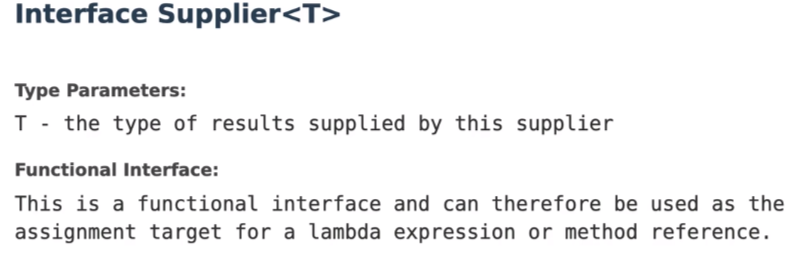 Interface Supplier<T>
Type Parameters:
T - the type of results supplied by this supplier
Functional Interface:
This is a functional interface and can therefore be used as the
assignment target for a lambda expression or method reference.